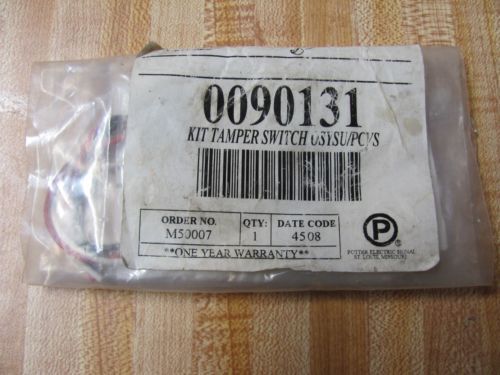 0090131
KIT TAMPER SWITCH OSYSU/PCVS
ORDER NO.
M50007
QTY:
1
DATE CODE
4508
**ONE YEAR WARRANTY**
P
®
POTTER ELECTRIC SIGNAL
ST. LOUIS, MISSOURI